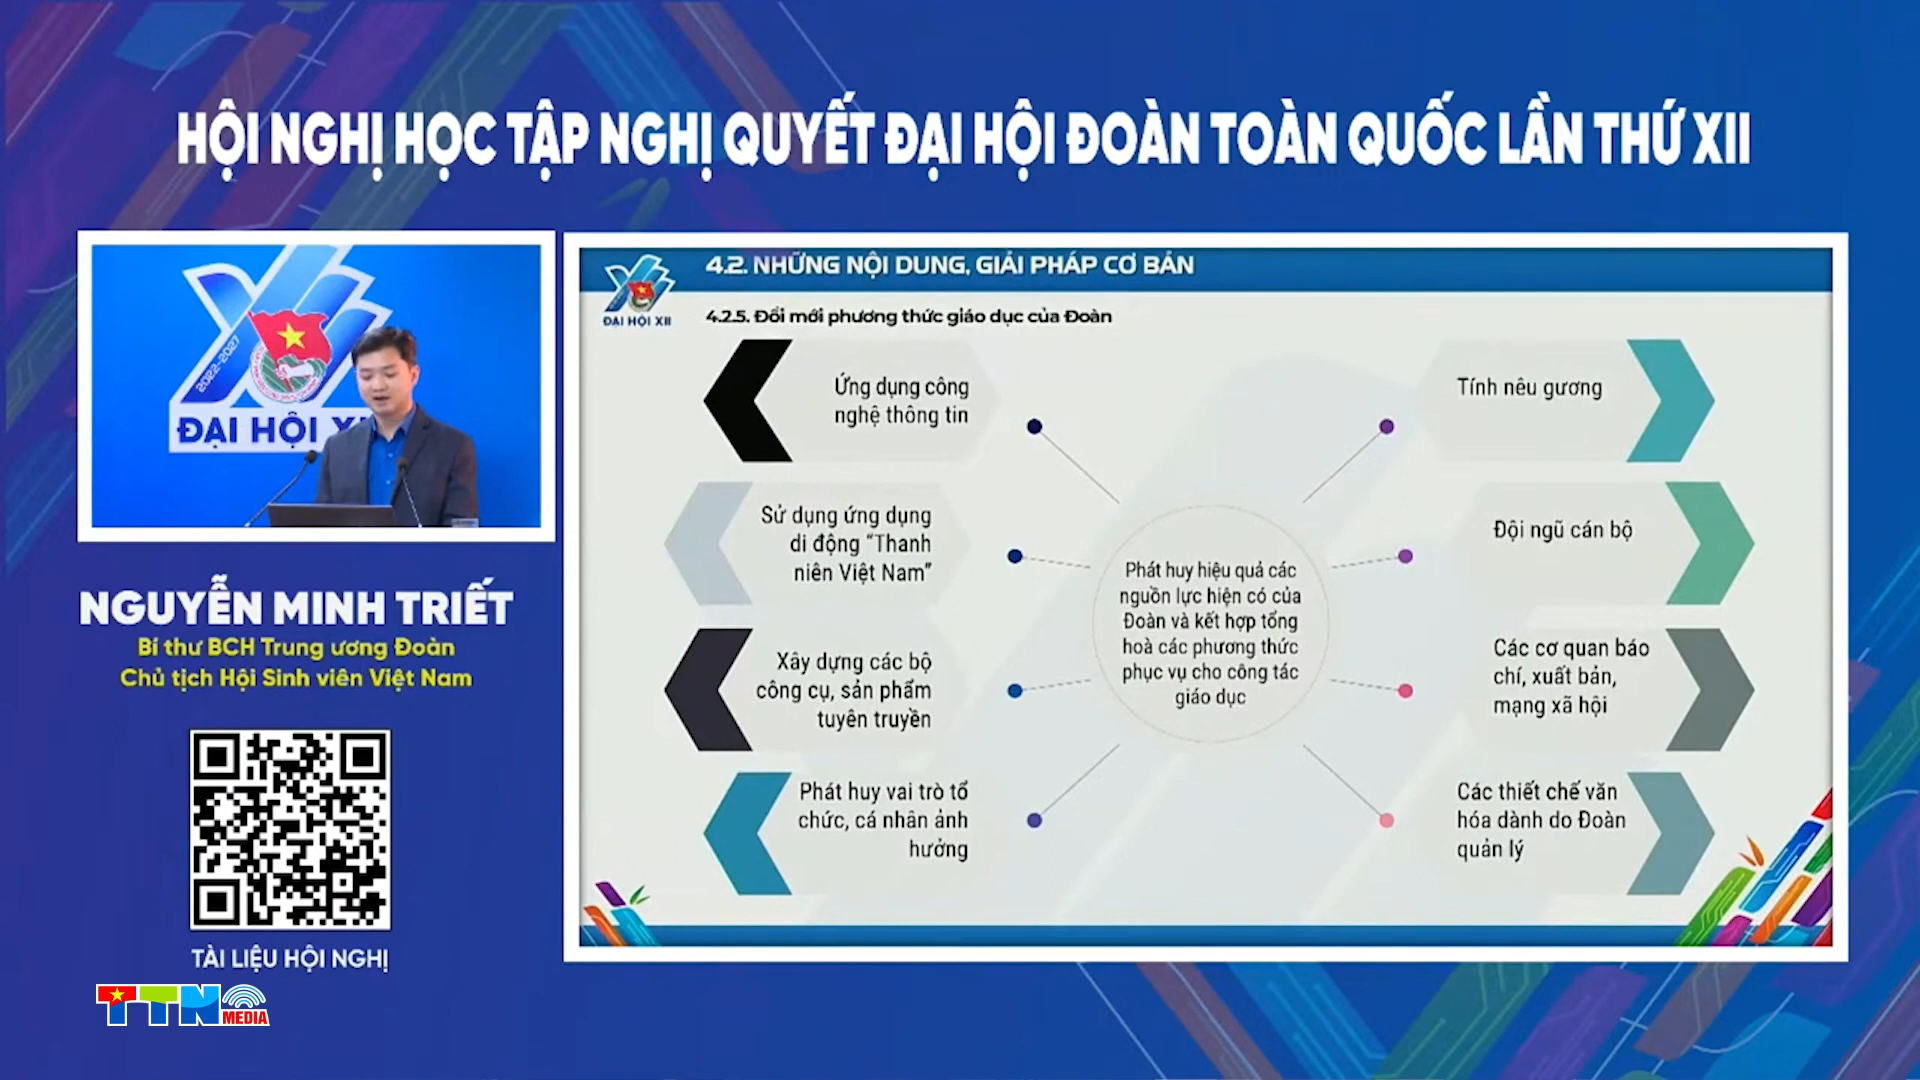 HỘI NGHỊ HỌC TẬP NGHỊ QUYẾT ĐẠI HỘI ĐOÀN TOÀN QUỐC LẦN THỨ XII
2022-2027
ĐẠI HỘI XII
NGUYỄN MINH TRIẾT
Bí thư BCH Trung ương Đoàn
Chủ tịch Hội Sinh viên Việt Nam
TÀI LIỆU HỘI NGHỊ
TTN
MEDIA
ĐẠI HỘI XII
4.2. NHỮNG NỘI DUNG, GIẢI PHÁP CƠ BẢN
4.2.5. Đổi mới phương thức giáo dục của Đoàn
Ứng dụng công
nghệ thông tin
Sử dụng ứng dụng
di động “Thanh
niên Việt Nam”
Xây dựng các bộ
công cụ, sản phẩm
tuyên truyền
Phát huy vai trò tổ
chức, cá nhân ảnh
hưởng
Phát huy hiệu quả các
nguồn lực hiện có của
Đoàn và kết hợp tổng
hoà các phương thức
phục vụ cho công tác
giáo dục
Tính nêu gương
Đội ngũ cán bộ
Các cơ quan báo
chí, xuất bản,
mạng xã hội
Các thiết chế văn
hóa dành do Đoàn
quản lý